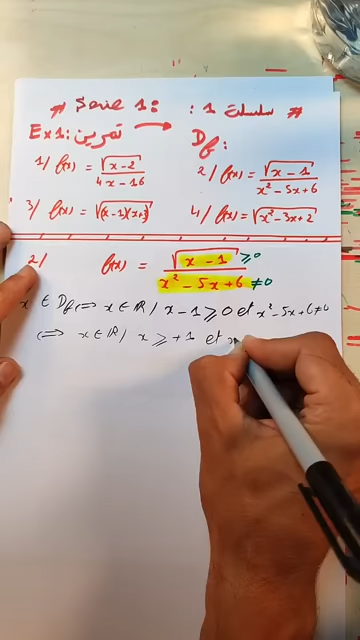 # Serie 1: : سلسلة 1 #
Ex1: تمرين → Df:
1/ f(x) = √(x-2) / (4x-16)
2/ f(x) = √(x-1) / (x²-5x+6)
3/ f(x) = √((x-1)(x+3))
4/ f(x) = √(x²-3x+2)
2/ f(x) = √(x-1) ≥0 / (x²-5x+6) ≠0
x ∈ Df ⟺ x ∈ ℝ / x-1 ≥ 0 et x²-5x+6 ≠ 0
⟺ x ∈ ℝ / x ≥ +1 et